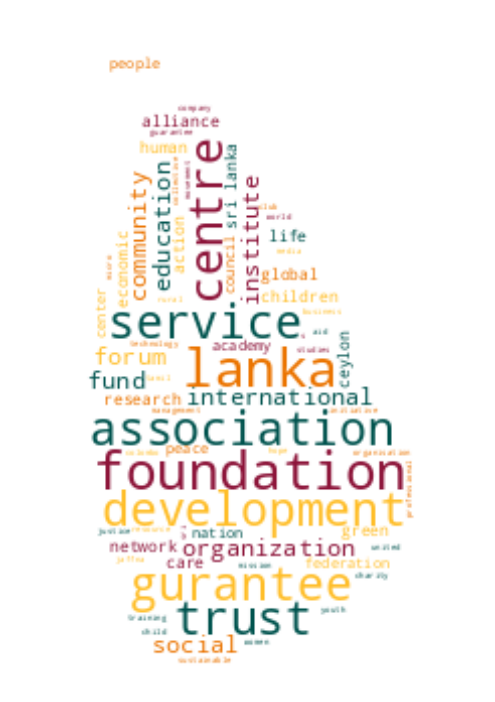 people
company
alliance
guarantee
human
centre
education
community
sri lanka
institute
action
council
economic
world
life
media
global
center
rural
children
business
service
technology
academy
aid
studies
ceylon
forum
lanka
fund
tamil
research
international
management
initiative
association
colombo
peace
hope
organisation
foundation
professional
development
justice
resource
nation
green
network
organization
united
jaffna
care
mission
federation
gurantee
charity
trust
youth
training
child
social
women
sustainable